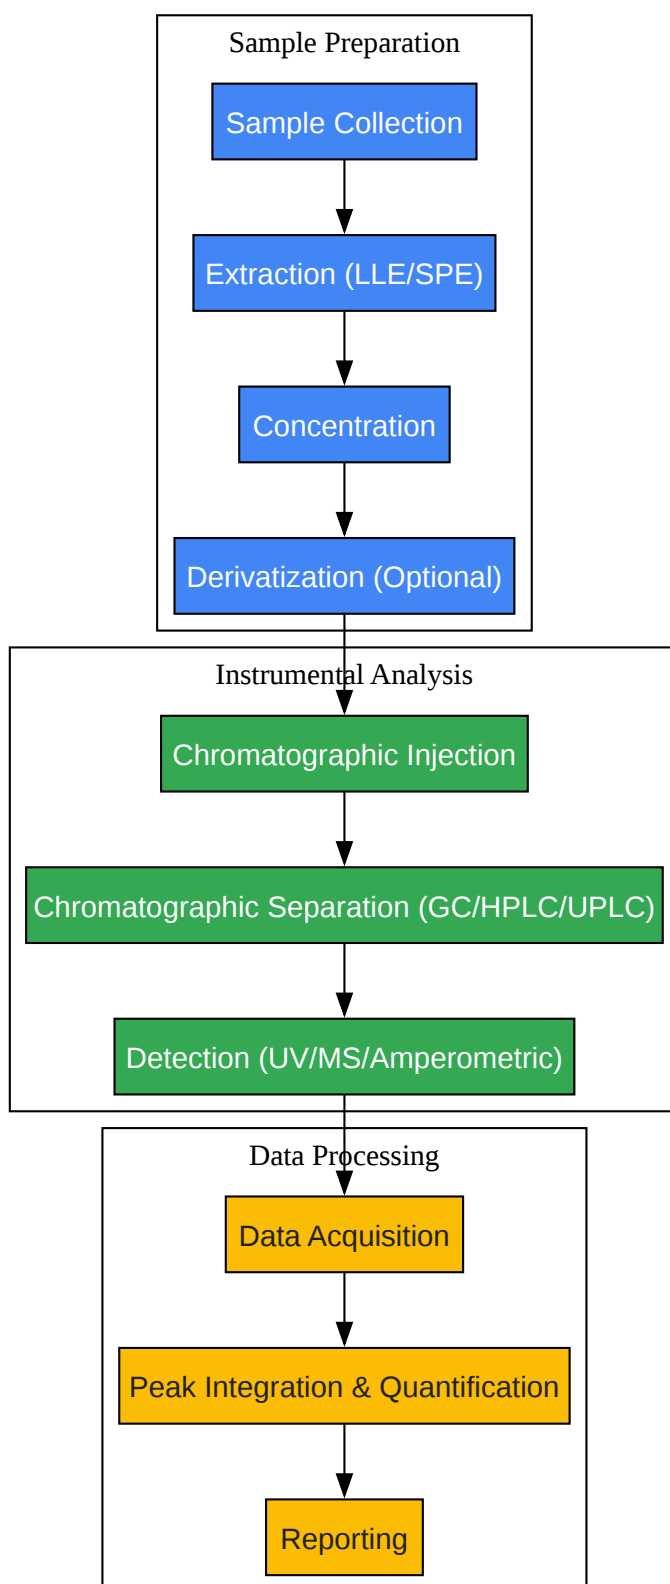 Sample Preparation
Sample Collection
Extraction (LLE/SPE)
Concentration
Derivatization (Optional)
Instrumental Analysis
Chromatographic Injection
Chromatographic Separation (GC/HPLC/UPLC)
Detection (UV/MS/Amperometric)
Data Processing
Data Acquisition
Peak Integration & Quantification
Reporting